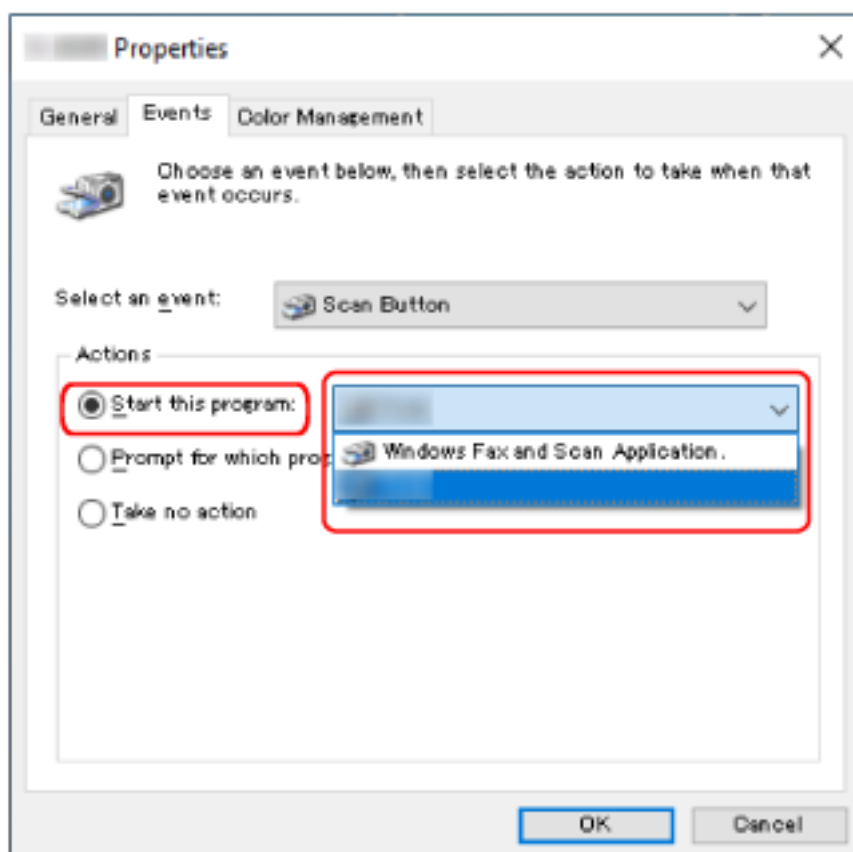 Properties
General Events Color Management
Choose an event below, then select the action to take when that
event occurs.
Select an event:
Scan Button
Actions
Start this program:
Prompt for which
Windows Fax and Scan Application.
Take no action
OK Cancel